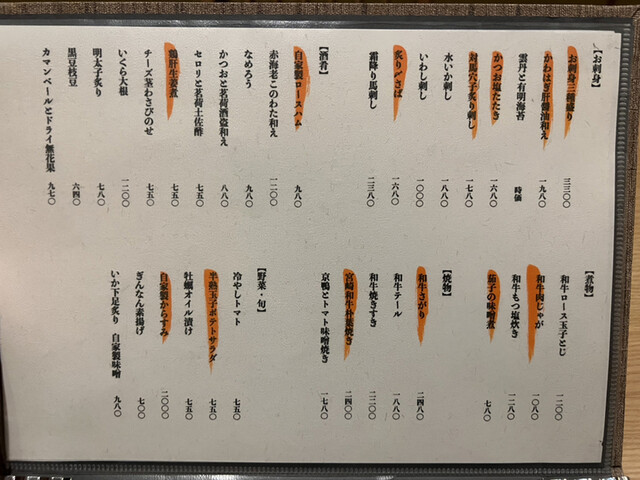 【お刺身】
お刺身三種盛り 三三〇〇
かわはぎ肝醤油和え 一九八〇
雲丹と有明海苔 時価
かつお塩たたき 一六八〇
対馬穴子炙り刺し 一七八〇
水いか刺し 一八〇〇
いわし刺し 一〇〇〇
炙り〆さば 一六八〇
霜降り馬刺し 二三八〇
【酒肴】
自家製ロースハム 九八〇
赤海老このわた和え 一二〇〇
なめろう 九八〇
かつおと茗荷酒盗和え 八八〇
セロリと茗荷土佐酢 七五〇
鶏肝生姜煮 七五〇
チーズ茎わさびのせ 七五〇
いくら大根 一二〇〇
明太子炙り 七八〇
黒豆枝豆 六四〇
カマンベールとドライ無花果 九七〇
【煮物】
和牛ロース玉子とじ 一二〇〇
和牛肉じゃが 一〇八〇
和牛もつ塩炊き 一二八〇
茄子の味噌煮 七八〇
【焼物】
和牛さがり 二四八〇
和牛テール 一八八〇
和牛焼きすき 二二〇〇
宮崎和牛朴葉焼き 二四〇〇
京鴨とトマト味噌焼き 一七八〇
【野菜・旬】
冷やしトマト 七五〇
半熟玉子ポテトサラダ 七五〇
牡蠣オイル漬け 七五〇
自家製からすみ 二〇〇〇
ぎんなん素揚げ 七〇〇
いか下足炙り 自家製味噌 九八〇